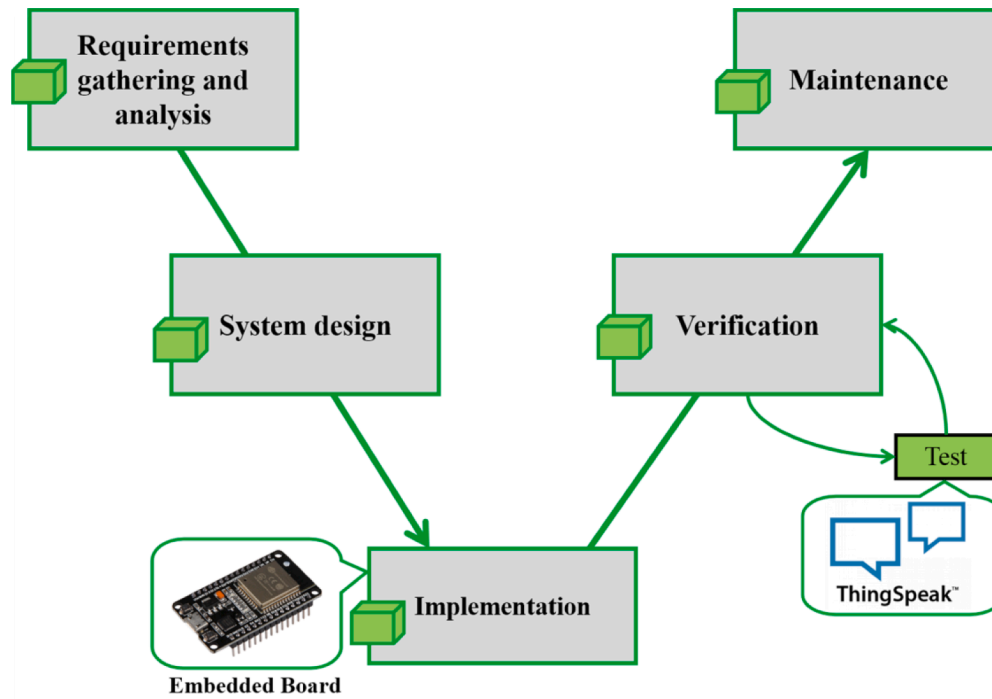 Requirements
gathering and
analysis
Maintenance
System design
Verification
Test
ThingSpeak™
Implementation
Embedded Board